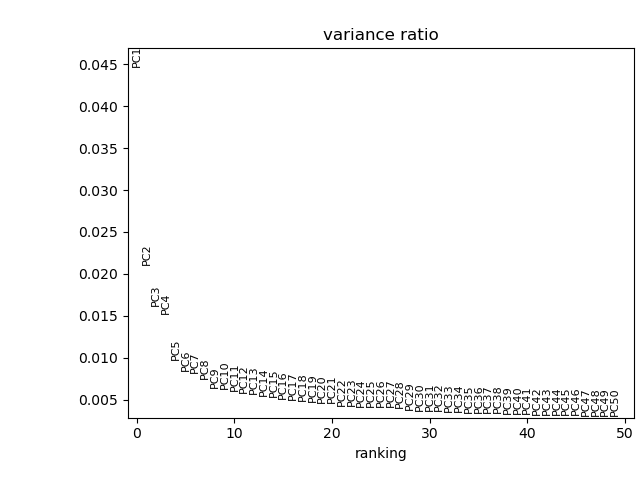 variance ratio
0.045
0.040
0.035
0.030
0.025
0.020
0.015
0.010
0.005
PC1
PC2
PC3
PC4
PC5
PC6
PC7
PC8
PC9
PC10
PC11
PC12
PC13
PC14
PC15
PC16
PC17
PC18
PC19
PC20
PC21
PC22
PC23
PC24
PC25
PC26
PC27
PC28
PC29
PC30
PC31
PC32
PC33
PC34
PC35
PC36
PC37
PC38
PC39
PC40
PC41
PC42
PC43
PC44
PC45
PC46
PC47
PC48
PC49
PC50
0 10 20 30 40 50
ranking